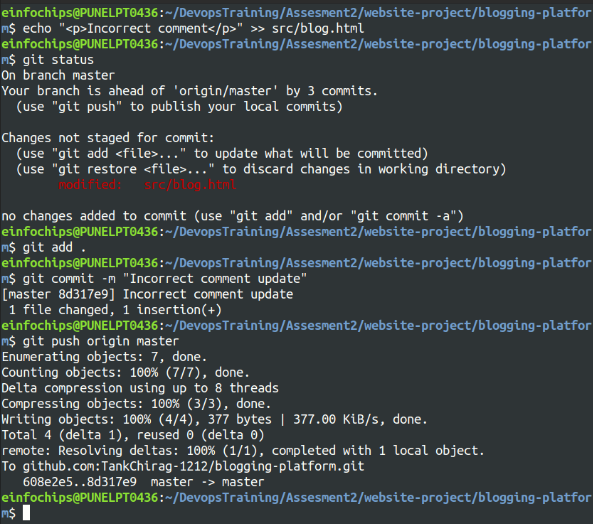 einfochips@PUNELPT0436:~/DevopsTraining/Assesment2/website-project/blogging-platfor
m$ echo "<p>Incorrect comment</p>" >> src/blog.html
einfochips@PUNELPT0436:~/DevopsTraining/Assesment2/website-project/blogging-platfor
m$ git status
On branch master
Your branch is ahead of 'origin/master' by 3 commits.
  (use "git push" to publish your local commits)

Changes not staged for commit:
  (use "git add <file>..." to update what will be committed)
  (use "git restore <file>..." to discard changes in working directory)
        modified:   src/blog.html

no changes added to commit (use "git add" and/or "git commit -a")
einfochips@PUNELPT0436:~/DevopsTraining/Assesment2/website-project/blogging-platfor
m$ git add .
einfochips@PUNELPT0436:~/DevopsTraining/Assesment2/website-project/blogging-platfor
m$ git commit -m "Incorrect comment update"
[master 8d317e9] Incorrect comment update
 1 file changed, 1 insertion(+)
einfochips@PUNELPT0436:~/DevopsTraining/Assesment2/website-project/blogging-platfor
m$ git push origin master
Enumerating objects: 7, done.
Counting objects: 100% (7/7), done.
Delta compression using up to 8 threads
Compressing objects: 100% (3/3), done.
Writing objects: 100% (4/4), 377 bytes | 377.00 KiB/s, done.
Total 4 (delta 1), reused 0 (delta 0)
remote: Resolving deltas: 100% (1/1), completed with 1 local object.
To github.com:TankChirag-1212/blogging-platform.git
   608e2e5..8d317e9  master -> master
einfochips@PUNELPT0436:~/DevopsTraining/Assesment2/website-project/blogging-platfor
m$